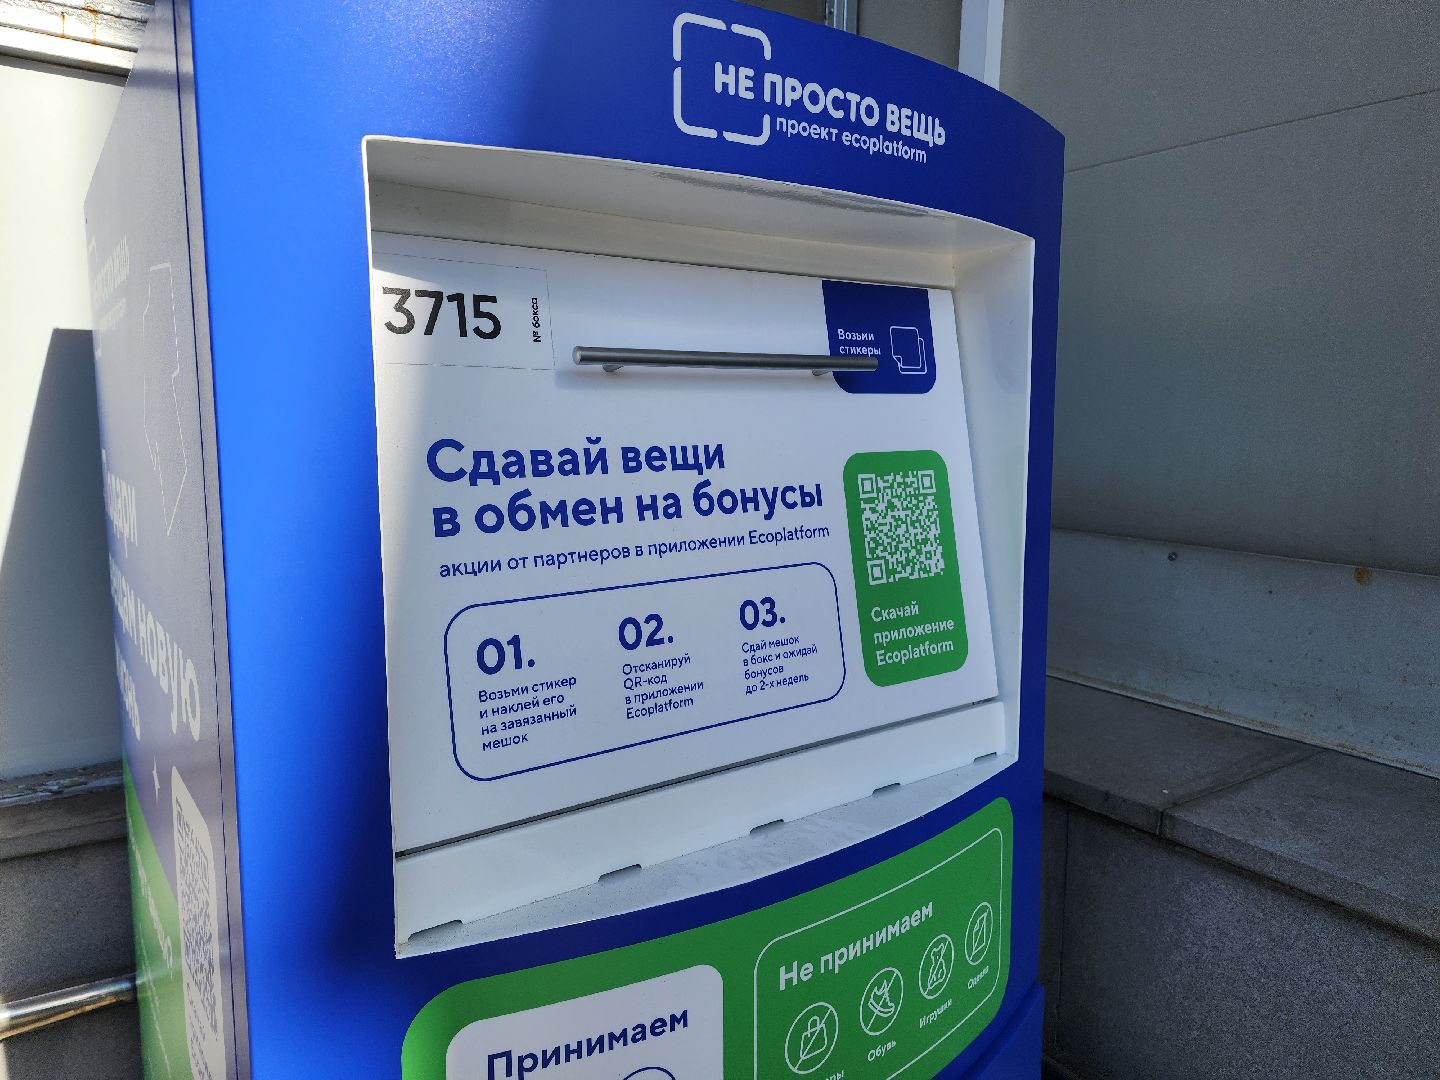 НЕ ПРОСТО ВЕЩЬ
проект ecoplatform
3715
№ бокса
Возьми
стикеры
Сдавай вещи
в обмен на бонусы
акции от партнеров в приложении Ecoplatform
01.
Возьми стикер
и наклей его
на завязанный
мешок
02.
Отсканируй
QR-код
в приложении
Ecoplatform
03.
Сдай мешок
в бокс и ожидай
бонусов
до 2-х недель
Скачай
приложение
Ecoplatform
Принимаем
Не принимаем
Обувь
Игрушки
новую